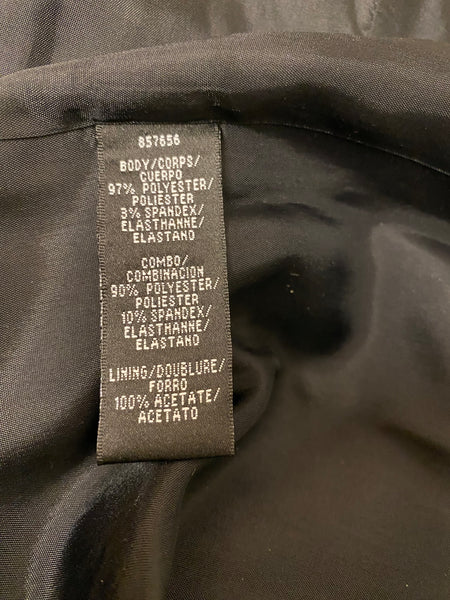 857656
BODY/CORPS/
CUERPO
97% POLYESTER/
POLIESTER
3% SPANDEX/
ELASTHANNE/
ELASTANO
COMBO/
COMBINACION
90% POLYESTER/
POLIESTER
10% SPANDEX/
ELASTHANNE/
ELASTANO
LINING/DOUBLURE/
FORRO
100% ACETATE/
ACETATO